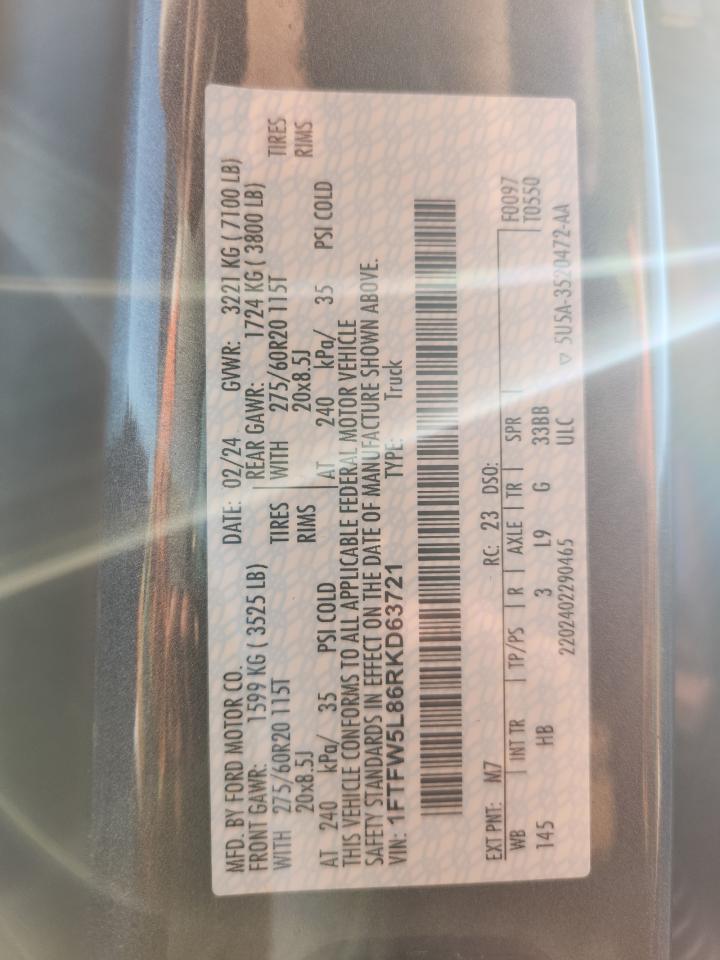 MFD. BY FORD MOTOR CO. DATE: 02/24 GVWR: 3221 KG ( 7100 LB)
FRONT GAWR: 1599 KG ( 3525 LB) REAR GAWR: 1724 KG ( 3800 LB)
WITH 275/60R20 115T TIRES WITH 275/60R20 115T TIRES
20x8.5J RIMS 20x8.5J RIMS
AT 240 kPa/ 35 PSI COLD AT 240 kPa/ 35 PSI COLD
THIS VEHICLE CONFORMS TO ALL APPLICABLE FEDERAL MOTOR VEHICLE
SAFETY STANDARDS IN EFFECT ON THE DATE OF MANUFACTURE SHOWN ABOVE.
VIN: 1FTFW5L86RKD63721 TYPE: Truck
EXT PNT: M7 RC: 23 DSO: F0097
WB INT TR TP/PS R AXLE TR SPR T0550
145 HB 3 L9 G 33BB
2202402290465 ULC ▽ 5U5A-3520472-AA